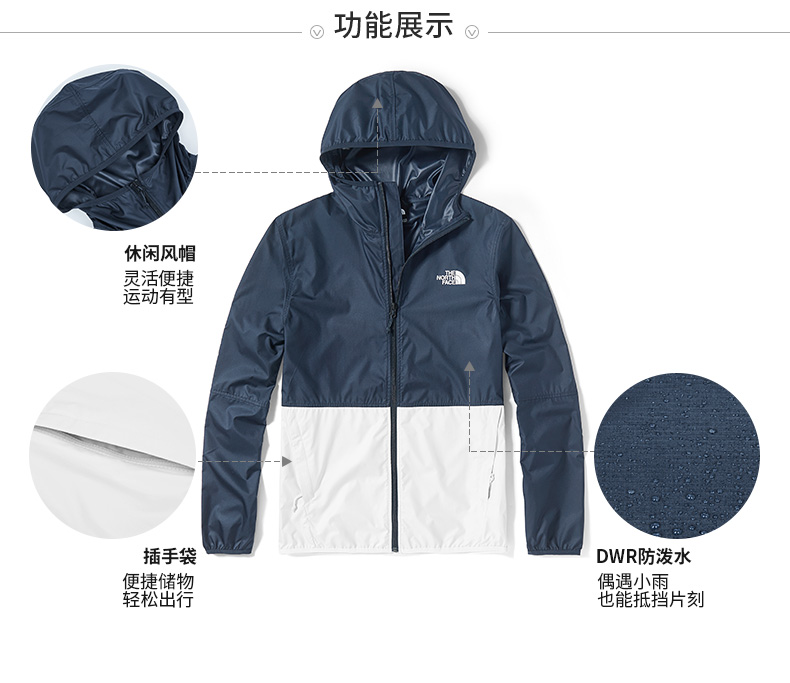 功能展示
休闲风帽
灵活便捷
运动有型
THE
NORTH
FACE
插手袋
便捷储物
轻松出行
DWR防泼水
偶遇小雨
也能抵挡片刻